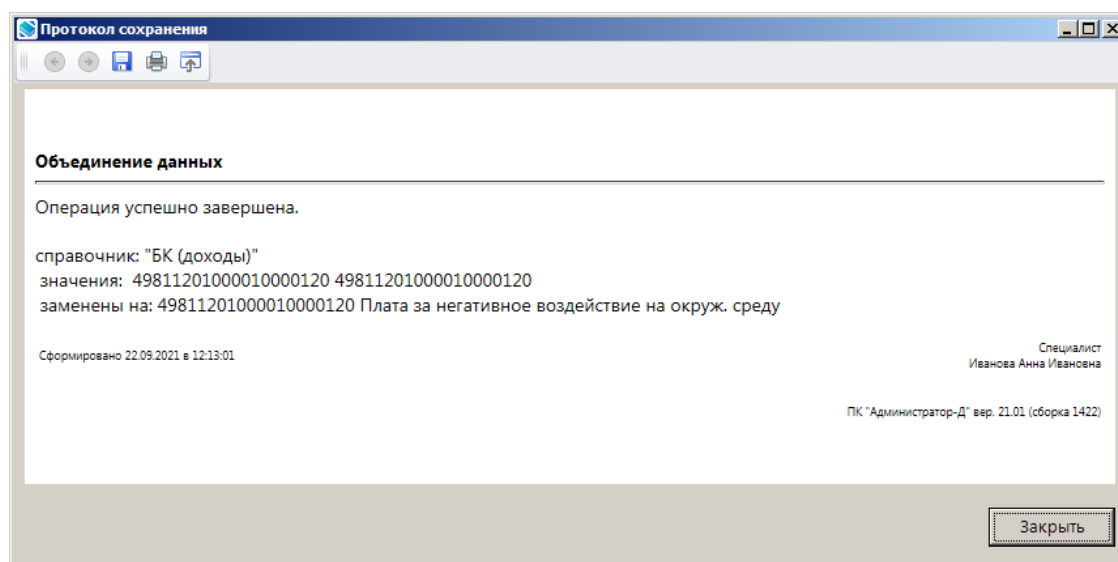 Протокол сохранения
Объединение данных
Операция успешно завершена.
справочник: "БК (доходы)"
значения: 49811201000010000120 49811201000010000120
заменены на: 49811201000010000120 Плата за негативное воздействие на окруж. среду
Сформировано 22.09.2021 в 12:13:01
Специалист
Иванова Анна Ивановна
ПК "Администратор-Д" вер. 21.01 (сборка 1422)
Закрыть